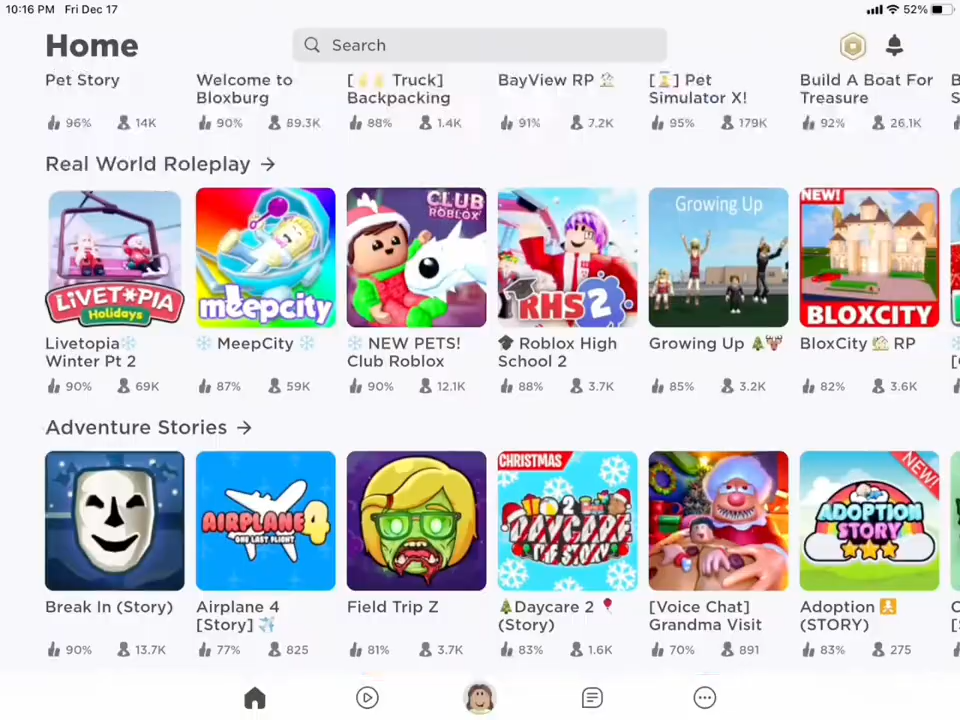 10:16 PM Fri Dec 17
52%
Home
Search
Pet Story
Welcome to
Bloxburg
[👍👍 Truck]
Backpacking
BayView RP 🏖️
[⏳] Pet
Simulator X!
Build A Boat For
Treasure
96% 14K
90% 89.3K
88% 1.4K
91% 7.2K
95% 179K
92% 26.1K
Real World Roleplay →
LIVETOPIA
Holidays
meepcity
CLUB
ROBLOX
RHS 2
Growing Up
NEW!
BLOXCITY
Livetopia❄️
Winter Pt 2
❄️ MeepCity ❄️
❄️ NEW PETS!
Club Roblox
🎓 Roblox High
School 2
Growing Up 🎄🫎
BloxCity 🏡 RP
90% 69K
87% 59K
90% 12.1K
88% 3.7K
85% 3.2K
82% 3.6K
Adventure Stories →
AIRPLANE 4
ONE LAST FLIGHT
CHRISTMAS
2
DAYCARE
THE STORY
NEW!
ADOPTION
STORY
Break In (Story)
Airplane 4
[Story] ✈️
Field Trip Z
🎄Daycare 2 🎈
(Story)
[Voice Chat]
Grandma Visit
Adoption 🚼
(STORY)
90% 13.7K
77% 825
81% 3.7K
83% 1.6K
70% 891
83% 275